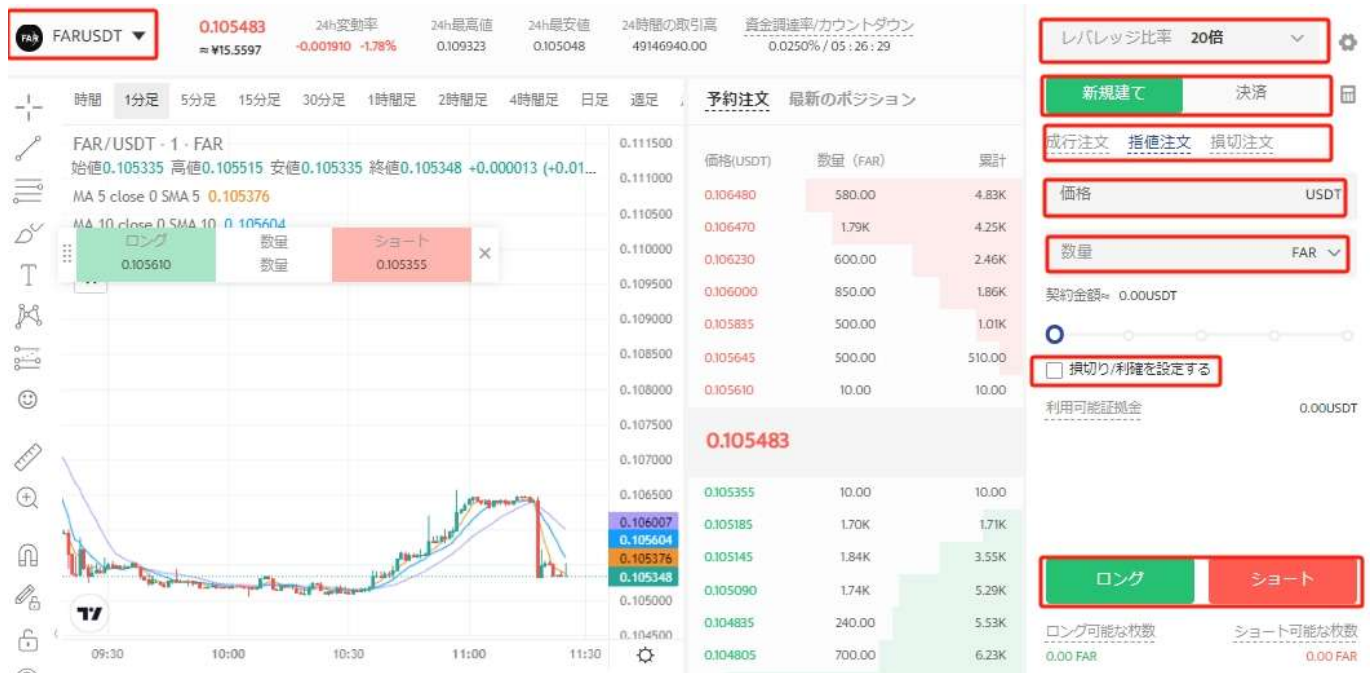 FAR FARUSDT ▼
0.105483
≈ ¥15.5597
24h変動率
-0.001910 -1.78%
24h最高値
0.109323
24h最安値
0.105048
24時間の取引高
49146940.00
資金調達率/カウントダウン
0.0250% / 05 : 26 : 29
時間 1分足 5分足 15分足 30分足 1時間足 2時間足 4時間足 日足 週足
FAR/USDT · 1 · FAR
始値0.105335 高値0.105515 安値0.105335 終値0.105348 +0.000013 (+0.01...
MA 5 close 0 SMA 5 0.105376
MA 10 close 0 SMA 10 0.105604
ロング 数量 ショート
0.105610 数量 0.105355
0.111500
0.111000
0.110500
0.110000
0.109500
0.109000
0.108500
0.108000
0.107500
0.107000
0.106500
0.106007
0.105604
0.105376
0.105348
0.105000
0.104500
09:30 10:00 10:30 11:00 11:30
予約注文 最新のポジション
価格(USDT) 数量 (FAR) 累計
0.106480 580.00 4.83K
0.106470 1.79K 4.25K
0.106230 600.00 2.46K
0.106000 850.00 1.86K
0.105835 500.00 1.01K
0.105645 500.00 510.00
0.105610 10.00 10.00
0.105483
0.105355 10.00 10.00
0.105185 1.70K 1.71K
0.105145 1.84K 3.55K
0.105090 1.74K 5.29K
0.104835 240.00 5.53K
0.104805 700.00 6.23K
レバレッジ比率 20倍
新規建て 決済
成行注文 指値注文 損切注文
価格 USDT
数量 FAR
契約金額≈ 0.00USDT
損切り/利確を設定する
利用可能証拠金 0.00USDT
ロング ショート
ロング可能な枚数 ショート可能な枚数
0.00 FAR 0.00 FAR